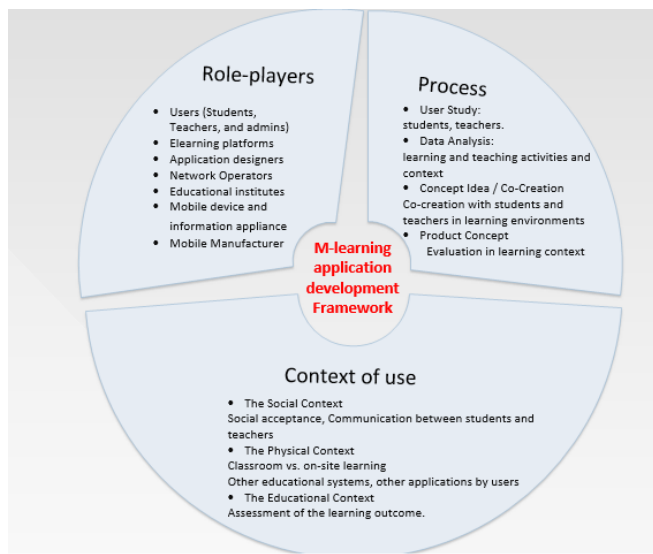 Role-players
• Users (Students,
Teachers, and admins)
• Elearning platforms
• Application designers
• Network Operators
• Educational institutes
• Mobile device and
information appliance
• Mobile Manufacturer
Process
• User Study:
students, teachers.
• Data Analysis:
learning and teaching activities and
context
• Concept Idea / Co-Creation
Co-creation with students and
teachers in learning environments
• Product Concept
Evaluation in learning context
M-learning
application
development
Framework
Context of use
• The Social Context
Social acceptance, Communication between students and
teachers
• The Physical Context
Classroom vs. on-site learning
Other educational systems, other applications by users
• The Educational Context
Assessment of the learning outcome.